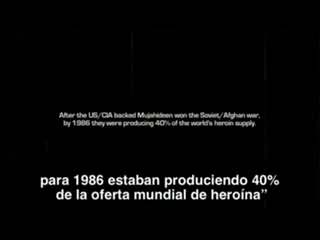 After the US/CIA backed Mujahideen won the Soviet/Afghan war,
by 1986 they were producing 40% of the world's heroin supply.
para 1986 estaban produciendo 40%
de la oferta mundial de heroína”